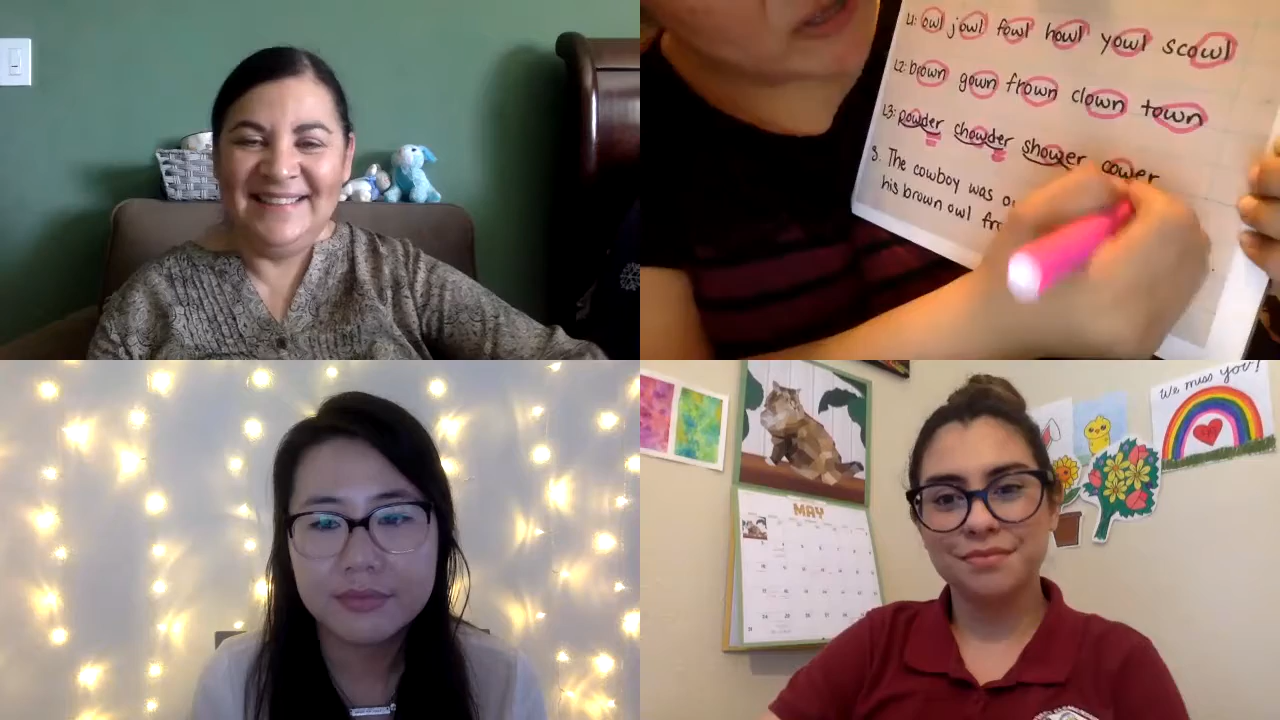 L1: owl jowl fowl howl yowl scowl
L2: brown gown frown clown town
L3: powder chowder shower cower
S. The cowboy was
his brown owl
We miss you!
MAY